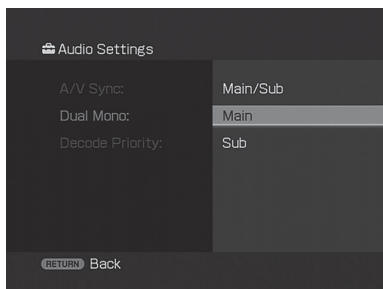 Audio Settings
A/V Sync:
Main/Sub
Dual Mono:
Main
Decode Priority:
Sub
RETURN Back